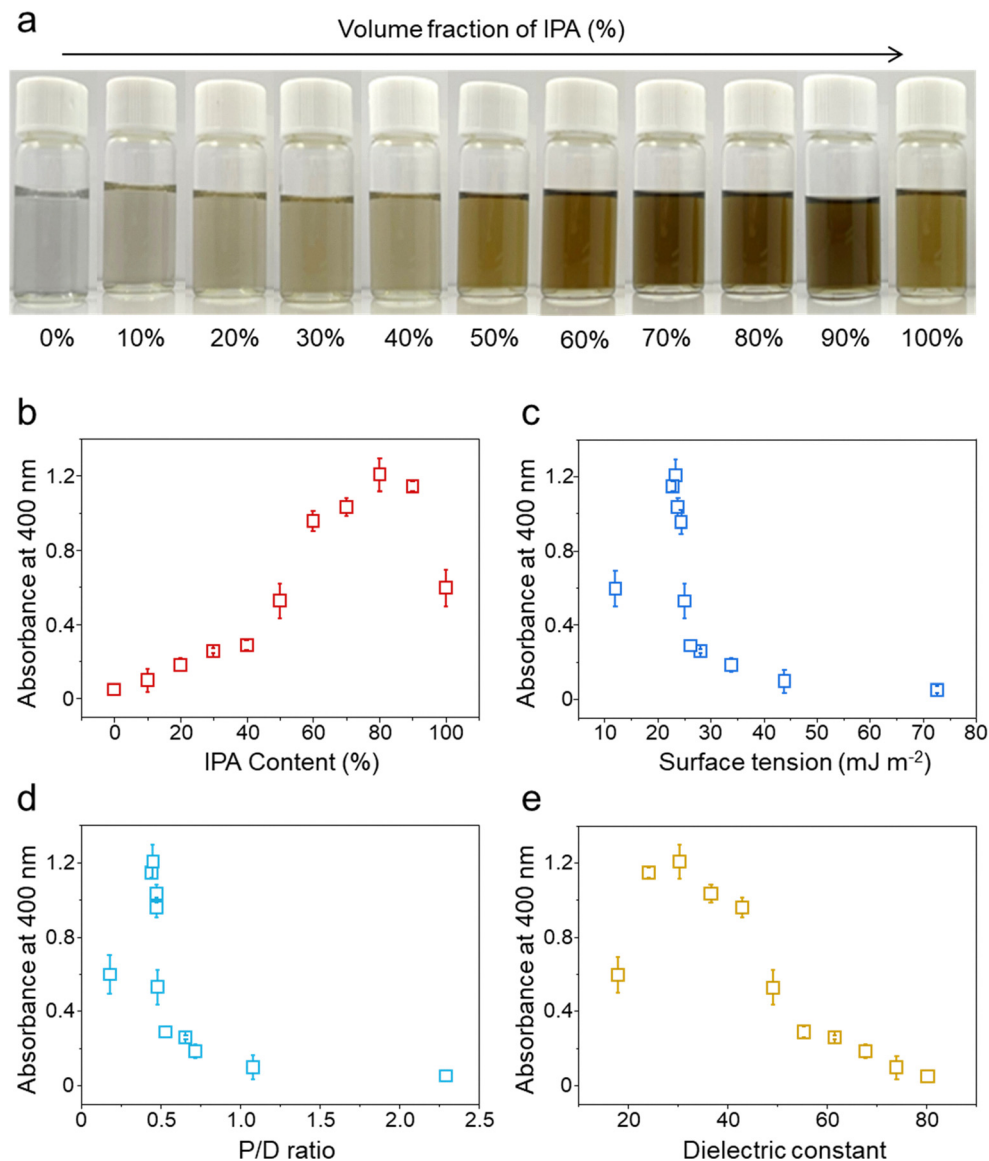 a
Volume fraction of IPA (%)
0% 10% 20% 30% 40% 50% 60% 70% 80% 90% 100%
b
Absorbance at 400 nm
1.2
0.8
0.4
0
0 20 40 60 80 100
IPA Content (%)
c
Absorbance at 400 nm
1.2
0.8
0.4
0
10 20 30 40 50 60 70 80
Surface tension (mJ m⁻²)
d
Absorbance at 400 nm
1.2
0.8
0.4
0
0 0.5 1.0 1.5 2.0 2.5
P/D ratio
e
Absorbance at 400 nm
1.2
0.8
0.4
0
20 40 60 80
Dielectric constant